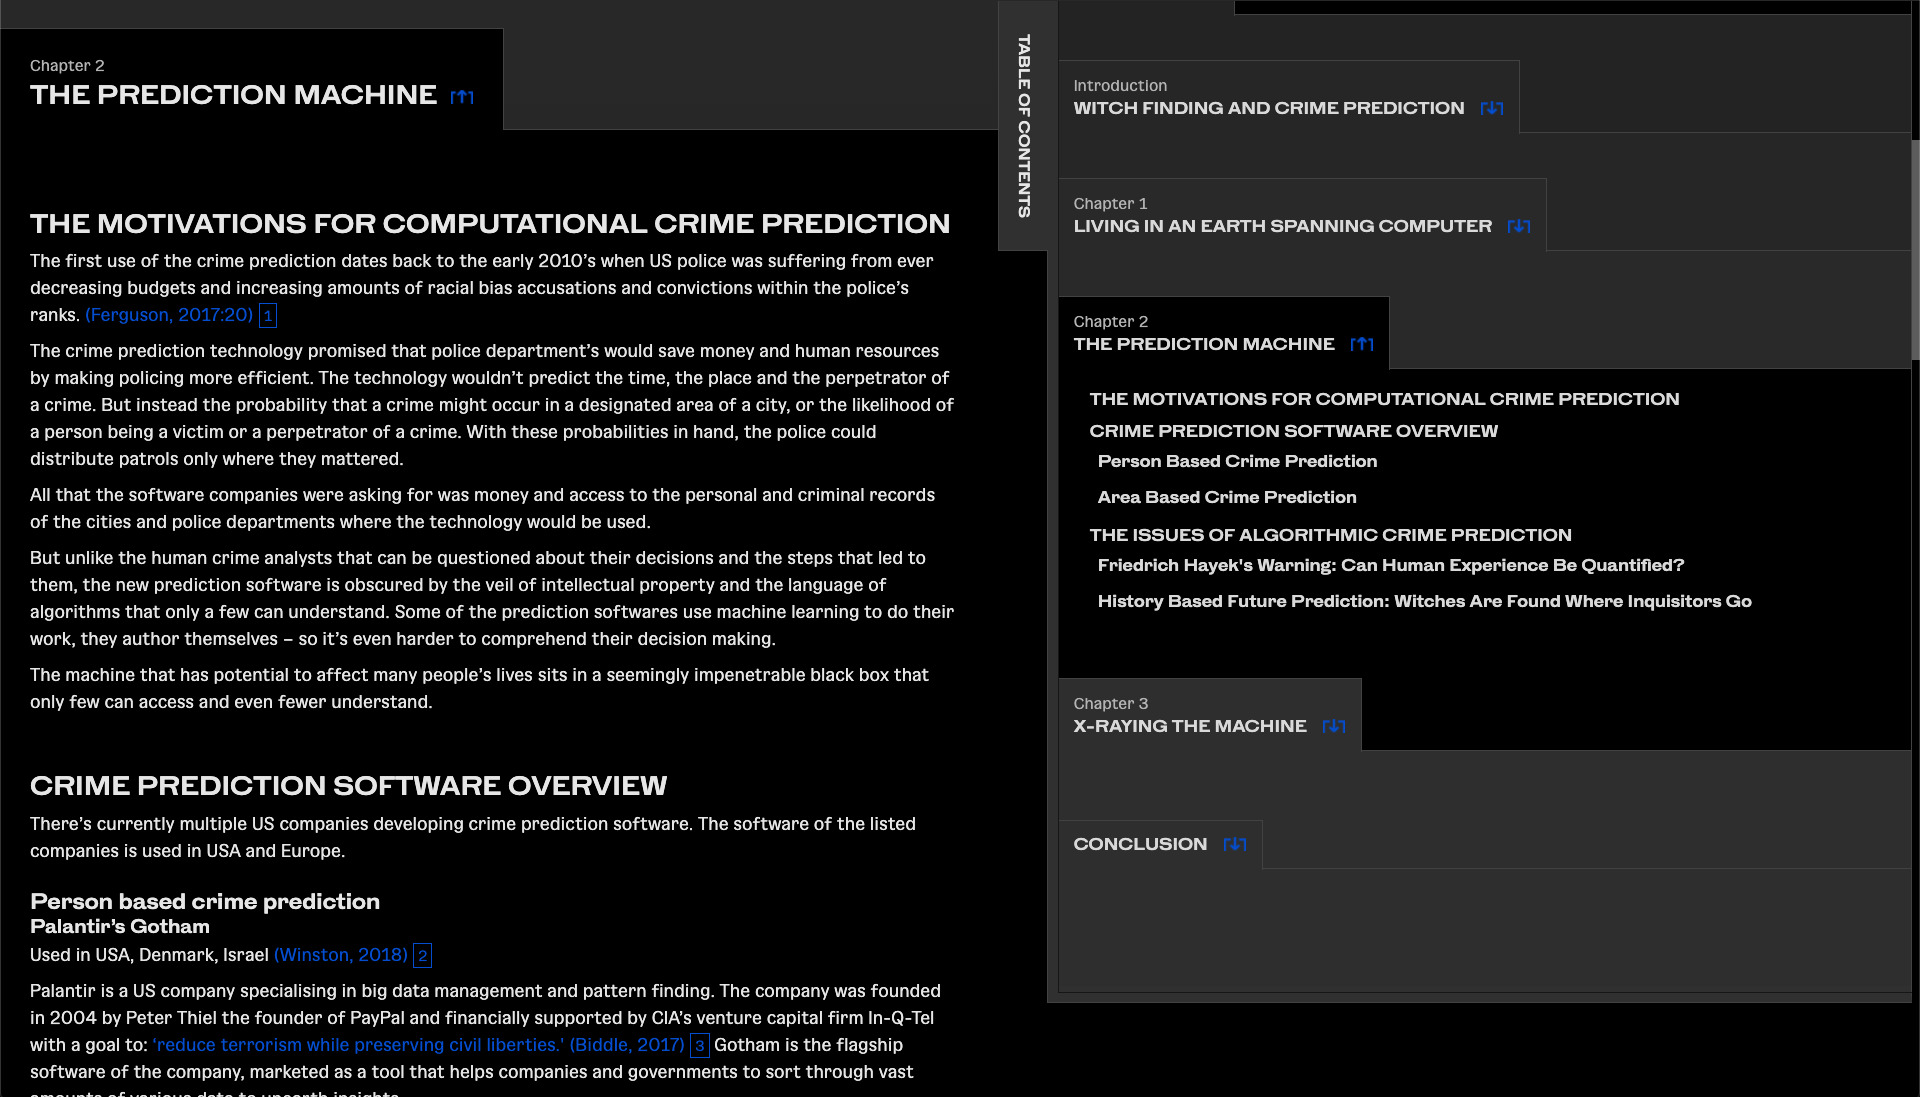 Chapter 2
THE PREDICTION MACHINE
THE MOTIVATIONS FOR COMPUTATIONAL CRIME PREDICTION
The first use of the crime prediction dates back to the early 2010’s when US police was suffering from ever
decreasing budgets and increasing amounts of racial bias accusations and convictions within the police’s
ranks. (Ferguson, 2017:20) 1
The crime prediction technology promised that police department’s would save money and human resources
by making policing more efficient. The technology wouldn’t predict the time, the place and the perpetrator of
a crime. But instead the probability that a crime might occur in a designated area of a city, or the likelihood of
a person being a victim or a perpetrator of a crime. With these probabilities in hand, the police could
distribute patrols only where they mattered.
All that the software companies were asking for was money and access to the personal and criminal records
of the cities and police departments where the technology would be used.
But unlike the human crime analysts that can be questioned about their decisions and the steps that led to
them, the new prediction software is obscured by the veil of intellectual property and the language of
algorithms that only a few can understand. Some of the prediction softwares use machine learning to do their
work, they author themselves – so it’s even harder to comprehend their decision making.
The machine that has potential to affect many people’s lives sits in a seemingly impenetrable black box that
only few can access and even fewer understand.
CRIME PREDICTION SOFTWARE OVERVIEW
There’s currently multiple US companies developing crime prediction software. The software of the listed
companies is used in USA and Europe.
Person based crime prediction
Palantir’s Gotham
Used in USA, Denmark, Israel (Winston, 2018) 2
Palantir is a US company specialising in big data management and pattern finding. The company was founded
in 2004 by Peter Thiel the founder of PayPal and financially supported by CIA’s venture capital firm In-Q-Tel
with a goal to: ‘reduce terrorism while preserving civil liberties.’ (Biddle, 2017) 3 Gotham is the flagship
software of the company, marketed as a tool that helps companies and governments to sort through vast
amounts of various data to unearth insights.
TABLE OF CONTENTS
Introduction
WITCH FINDING AND CRIME PREDICTION
Chapter 1
LIVING IN AN EARTH SPANNING COMPUTER
Chapter 2
THE PREDICTION MACHINE
THE MOTIVATIONS FOR COMPUTATIONAL CRIME PREDICTION
CRIME PREDICTION SOFTWARE OVERVIEW
Person Based Crime Prediction
Area Based Crime Prediction
THE ISSUES OF ALGORITHMIC CRIME PREDICTION
Friedrich Hayek's Warning: Can Human Experience Be Quantified?
History Based Future Prediction: Witches Are Found Where Inquisitors Go
Chapter 3
X-RAYING THE MACHINE
CONCLUSION